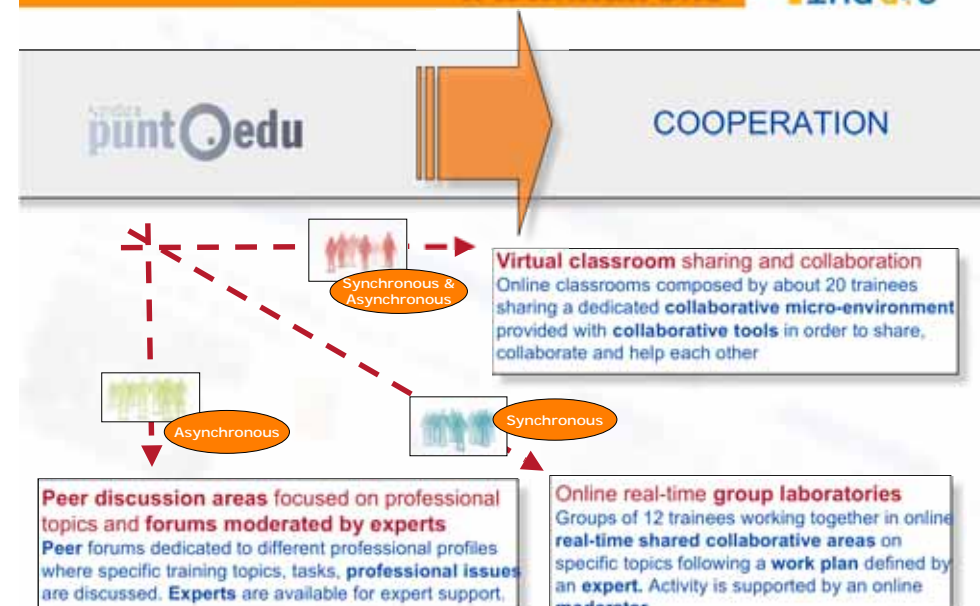 punt.edu
COOPERATION
Synchronous &
Asynchronous
Virtual classroom sharing and collaboration
Online classrooms composed by about 20 trainees
sharing a dedicated collaborative micro-environment
provided with collaborative tools in order to share,
collaborate and help each other
Asynchronous
Synchronous
Peer discussion areas focused on professional
topics and forums moderated by experts
Peer forums dedicated to different professional profiles
where specific training topics, tasks, professional issues
are discussed. Experts are available for expert support.
Online real-time group laboratories
Groups of 12 trainees working together in online
real-time shared collaborative areas on
specific topics following a work plan defined by
an expert. Activity is supported by an online
moderator